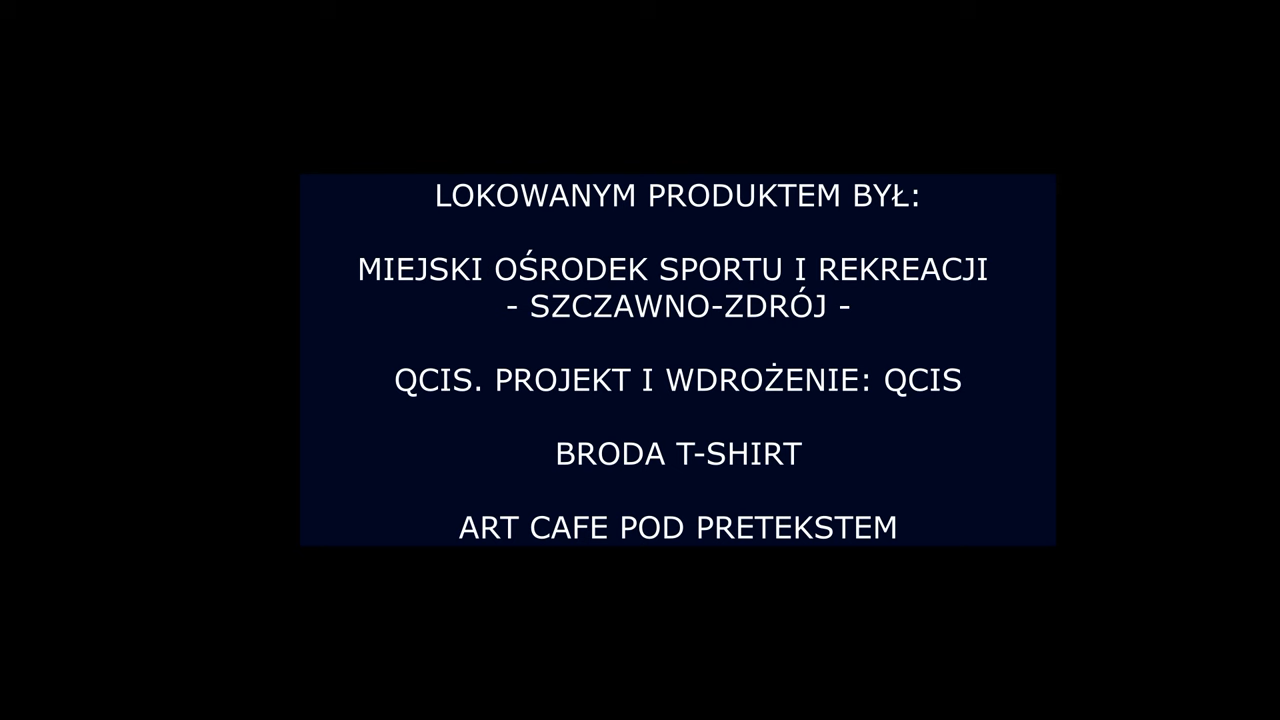 LOKOWANYM PRODUKTEM BYŁ:
MIEJSKI OŚRODEK SPORTU I REKREACJI
- SZCZAWNO-ZDRÓJ -
QCIS. PROJEKT I WDROŻENIE: QCIS
BRODA T-SHIRT
ART CAFE POD PRETEKSTEM